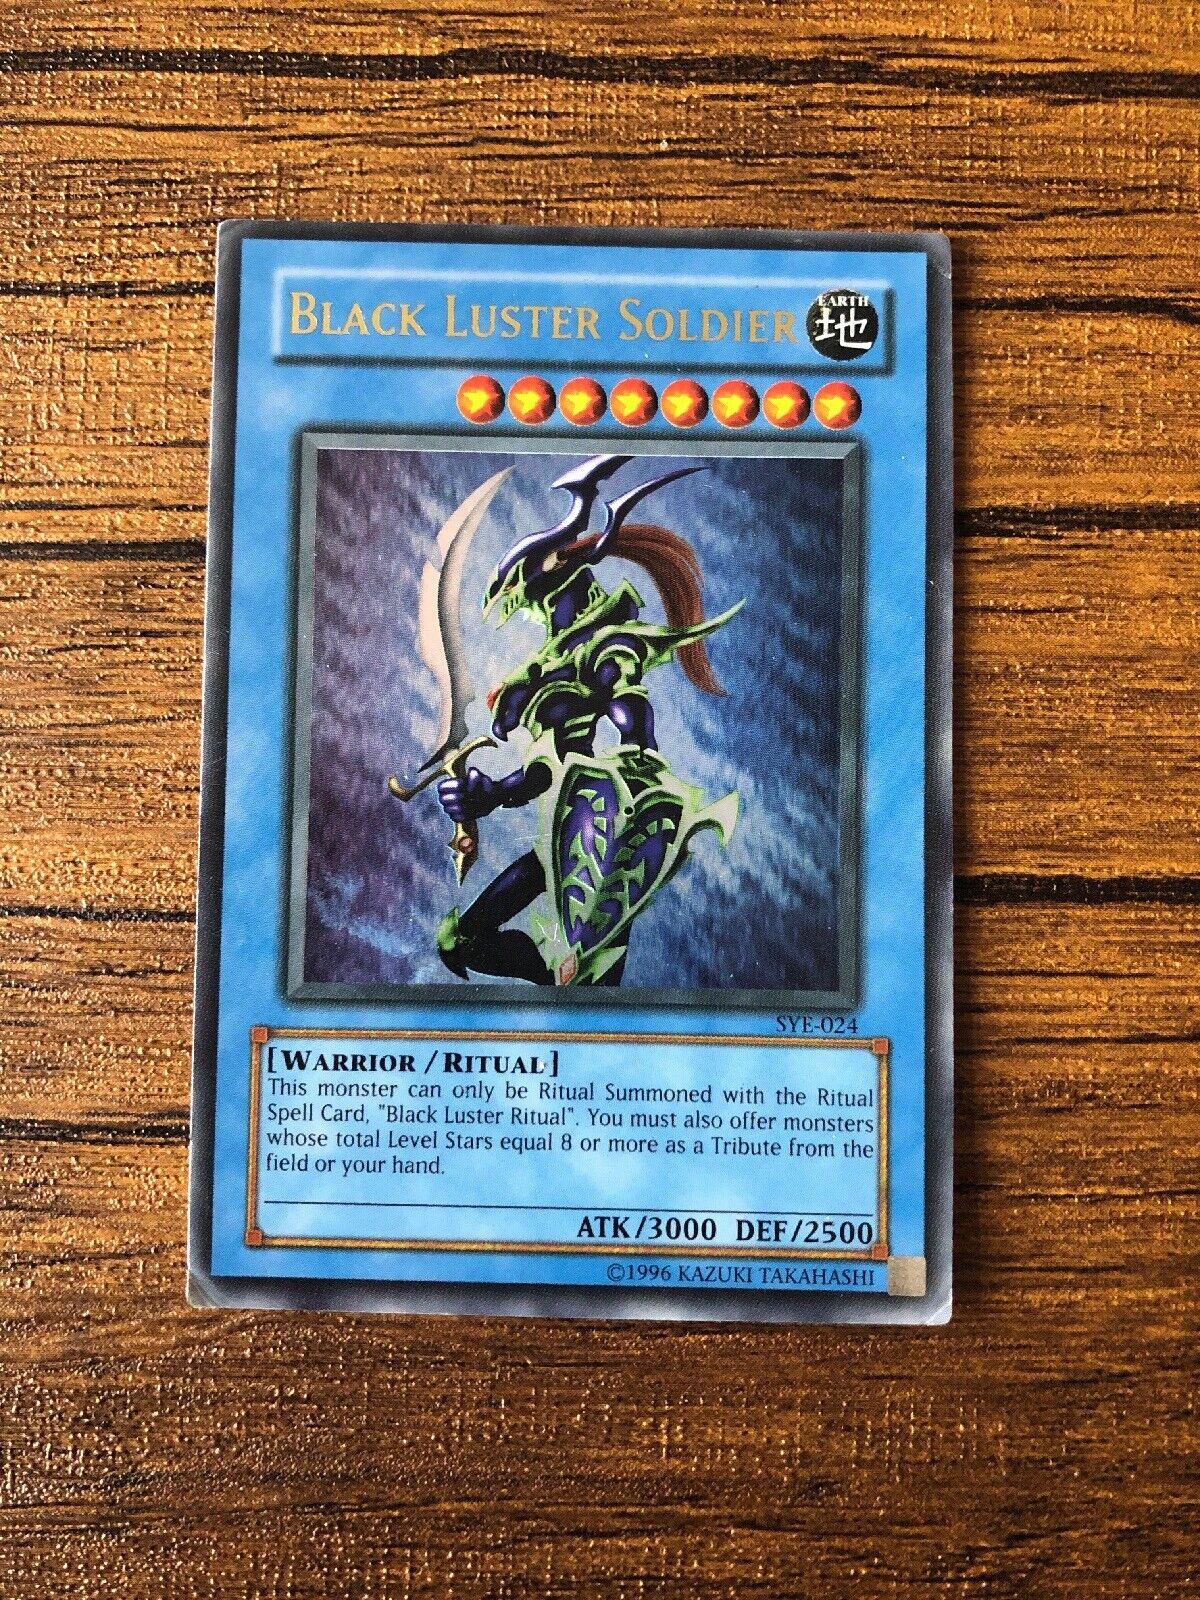 BLACK LUSTER SOLDIER
EARTH
地
SYE-024
[WARRIOR / RITUAL]
This monster can only be Ritual Summoned with the Ritual
Spell Card, "Black Luster Ritual". You must also offer monsters
whose total Level Stars equal 8 or more as a Tribute from the
field or your hand.
ATK/3000 DEF/2500
©1996 KAZUKI TAKAHASHI